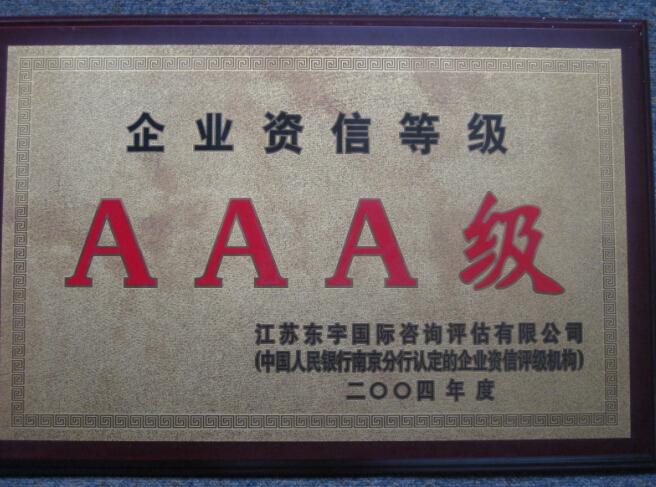 企业资信等级
AAA级
江苏东宇国际咨询评估有限公司
(中国人民银行南京分行认定的企业资信评级机构)
二〇〇四年度